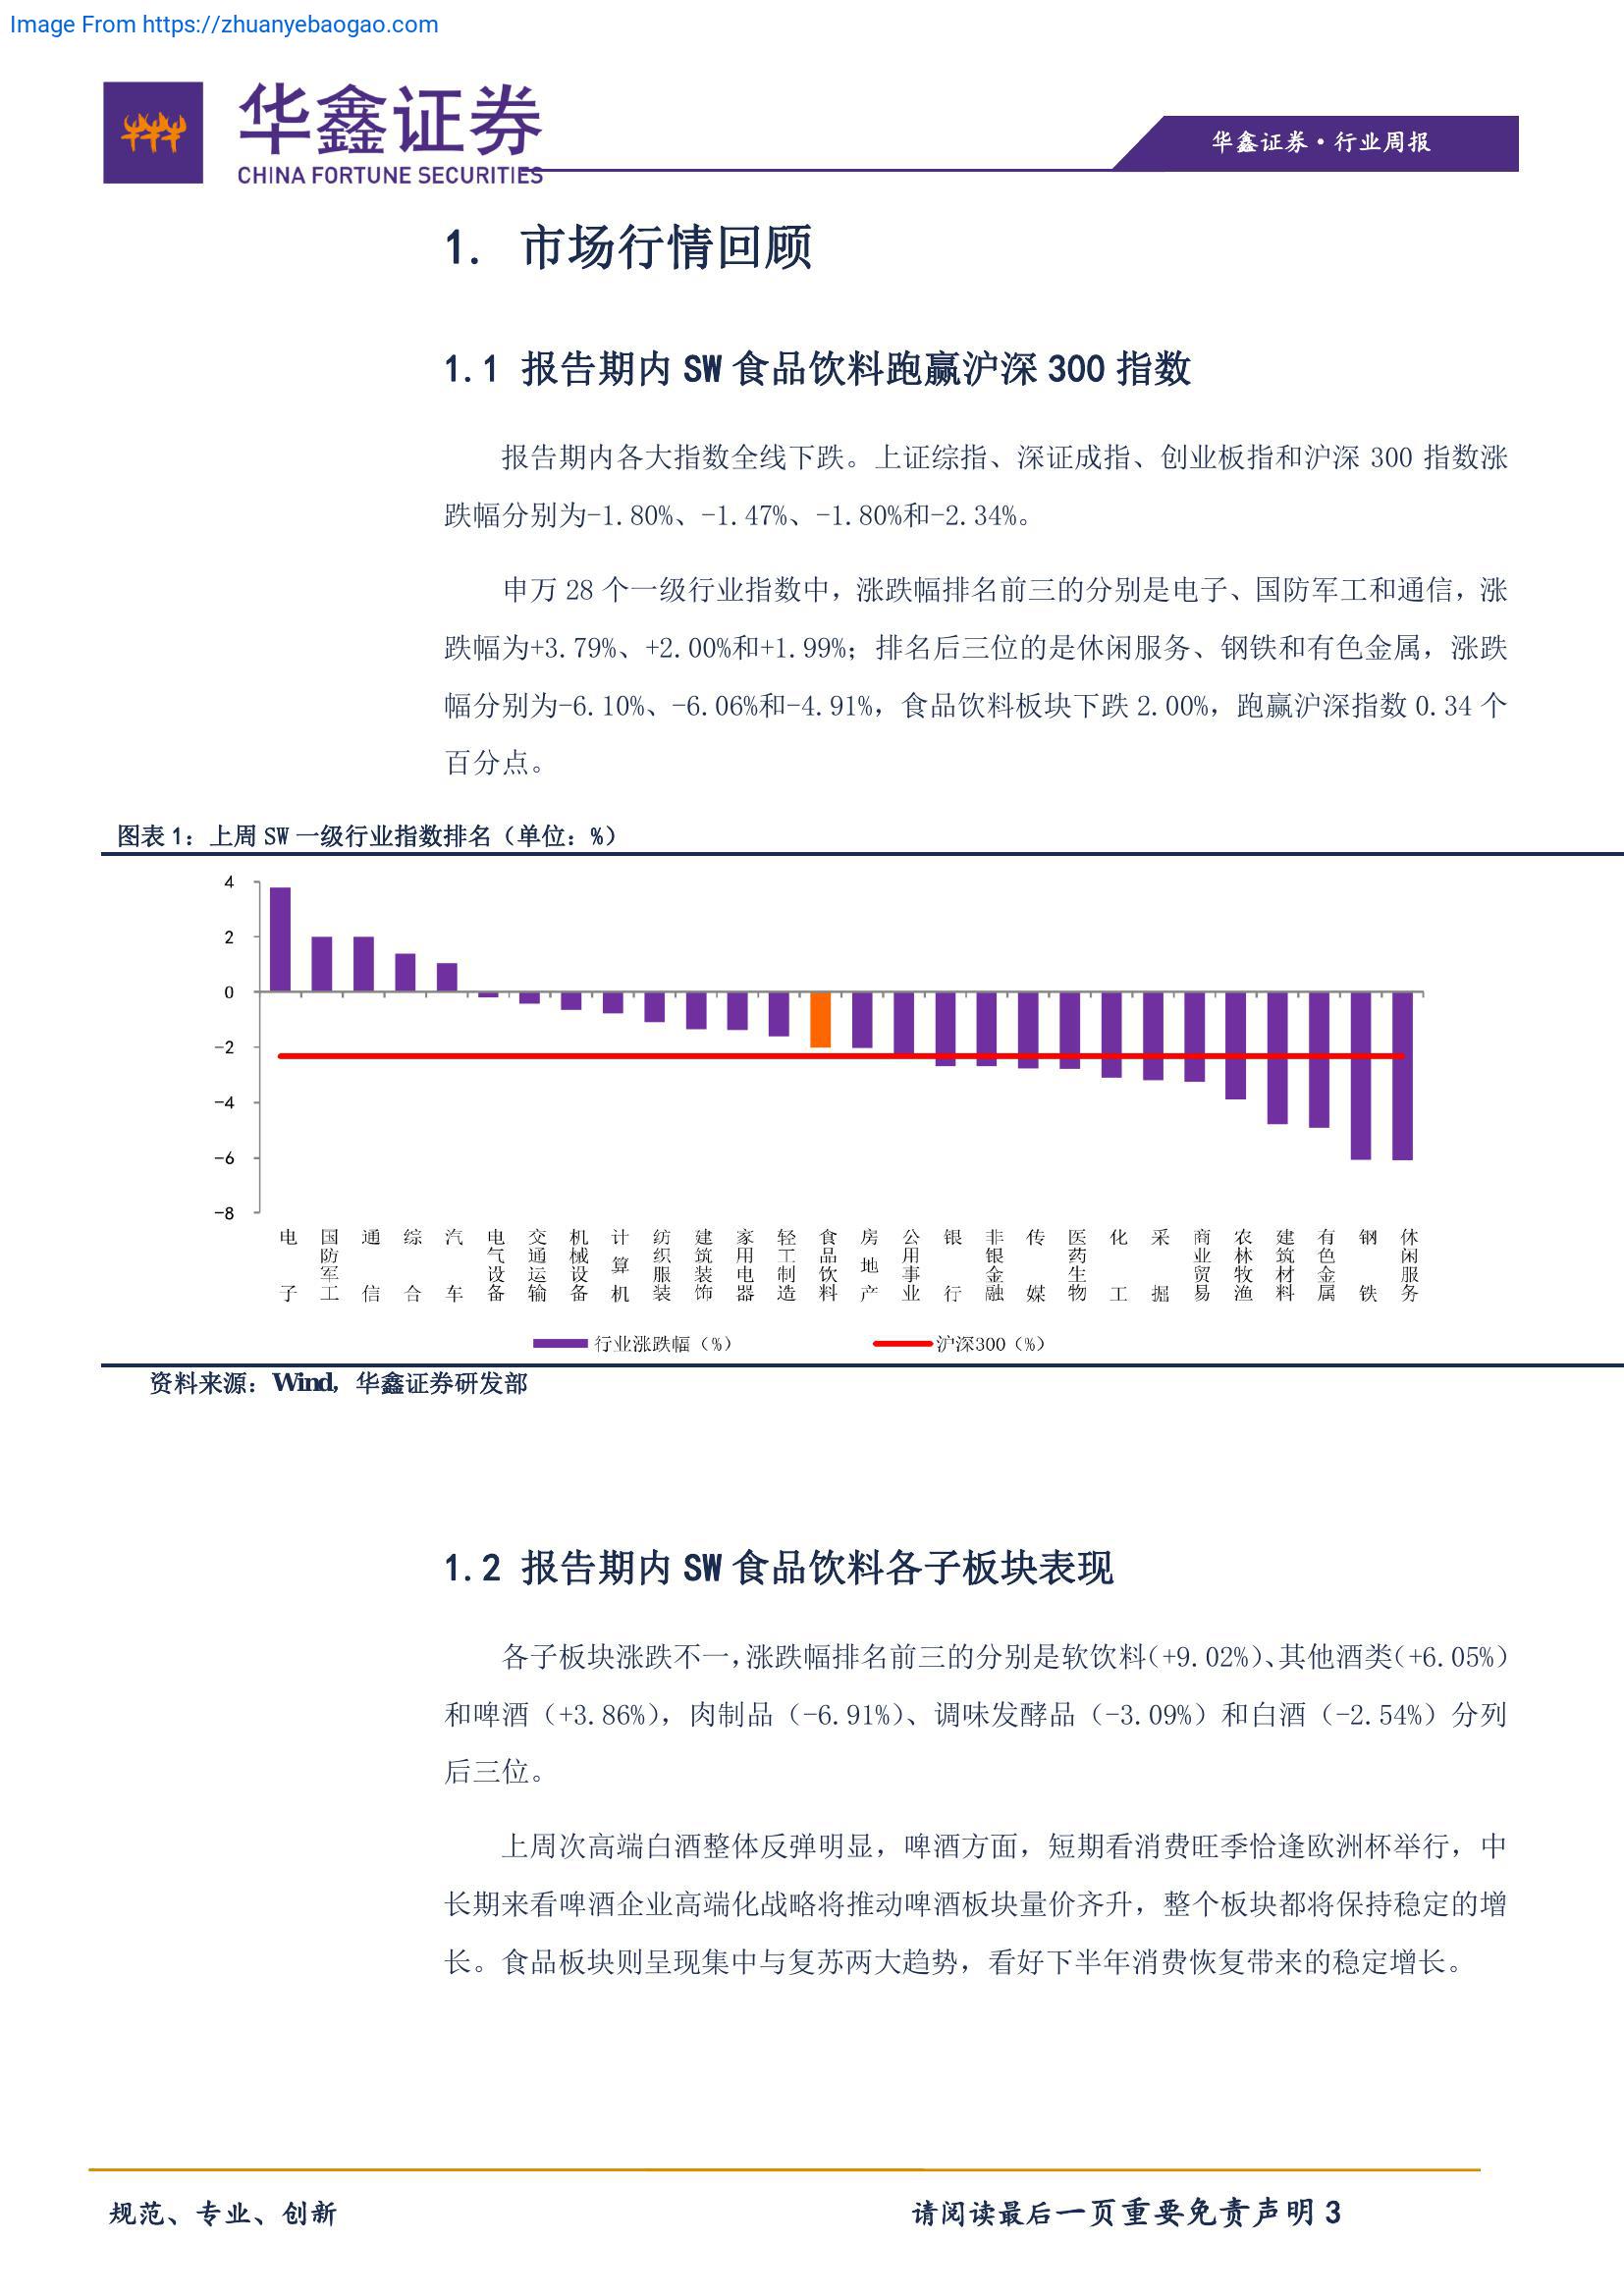 Image From https://zhuanyebaogao.com
华鑫证券
CHINA FORTUNE SECURITIES
华鑫证券·行业周报
1. 市场行情回顾
1.1 报告期内 SW 食品饮料跑赢沪深 300 指数
报告期内各大指数全线下跌。上证综指、深证成指、创业板指和沪深 300 指数涨
跌幅分别为-1.80%、-1.47%、-1.80%和-2.34%。
申万 28 个一级行业指数中，涨跌幅排名前三的分别是电子、国防军工和通信，涨
跌幅为+3.79%、+2.00%和+1.99%；排名后三位的是休闲服务、钢铁和有色金属，涨跌
幅分别为-6.10%、-6.06%和-4.91%，食品饮料板块下跌 2.00%，跑赢沪深指数 0.34 个
百分点。
图表 1：上周 SW 一级行业指数排名（单位：%）
4
2
0
-2
-4
-6
-8
电子
国防军工
通信
综合
汽车
电气设备
交通运输
机械设备
计算机
纺织服装
建筑装饰
家用电器
轻工制造
食品饮料
房地产
公用事业
银行
非银金融
传媒
医药生物
化工
采掘
商业贸易
农林牧渔
建筑材料
有色金属
钢铁
休闲服务
行业涨跌幅（%）
沪深300（%）
资料来源：Wind，华鑫证券研发部
1.2 报告期内 SW 食品饮料各子板块表现
各子板块涨跌不一，涨跌幅排名前三的分别是软饮料（+9.02%）、其他酒类（+6.05%）
和啤酒（+3.86%），肉制品（-6.91%）、调味发酵品（-3.09%）和白酒（-2.54%）分列
后三位。
上周次高端白酒整体反弹明显，啤酒方面，短期看消费旺季恰逢欧洲杯举行，中
长期来看啤酒企业高端化战略将推动啤酒板块量价齐升，整个板块都将保持稳定的增
长。食品板块则呈现集中与复苏两大趋势，看好下半年消费恢复带来的稳定增长。
规范、专业、创新
请阅读最后一页重要免责声明 3